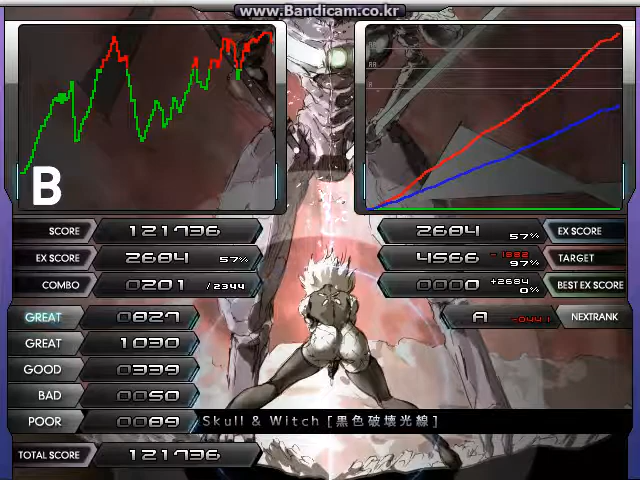 www.Bandicam.co.kr
AA
A
B
SCORE 121736
EX SCORE 2684 57%
COMBO 0201 /2344
2684 57% EX SCORE
4566 -1882 97% TARGET
0000 +2684 0% BEST EX SCORE
A -0444 NEXTRANK
GREAT 0827
GREAT 1030
GOOD 0339
BAD 0050
POOR 0089
Skull & Witch [黒色破壊光線]
TOTAL SCORE 121736